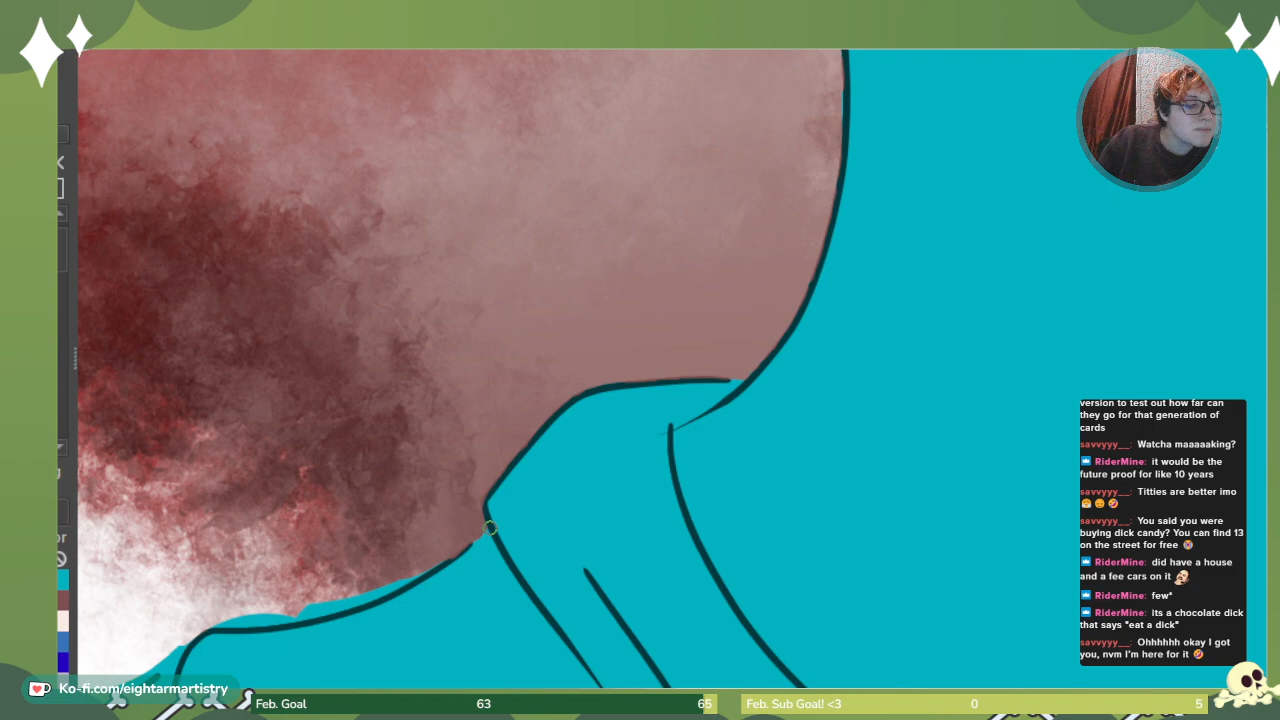 version to test out how far can
they go for that generation of
cards
savvyyy__: Watcha maaaaaking?
RiderMine: it would be the
future proof for like 10 years
savvyyy__: Titties are better imo
😤😏🤣
savvyyy__: You said you were
buying dick candy? You can find 13
on the street for free
RiderMine: did have a house
and a fee cars on it
RiderMine: few*
RiderMine: its a chocolate dick
that says "eat a dick"
savvyyy__: Ohhhhhh okay I got
you, nvm I'm here for it 🤣
Ko-fi.com/eightarmartistry
Feb. Goal 63 65
Feb. Sub Goal! <3 0 5